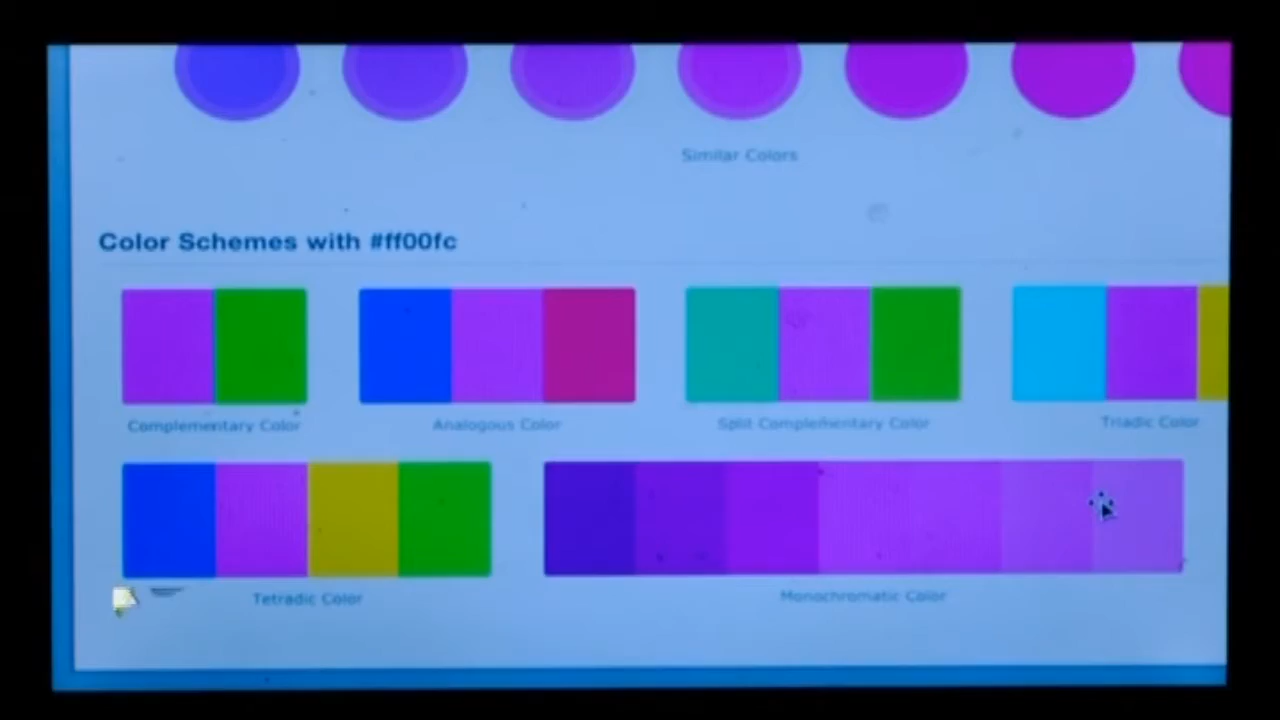 Similar Colors
Color Schemes with #ff00fc
Complementary Color
Analogous Color
Split Complementary Color
Triadic Color
Tetradic Color
Monochromatic Color